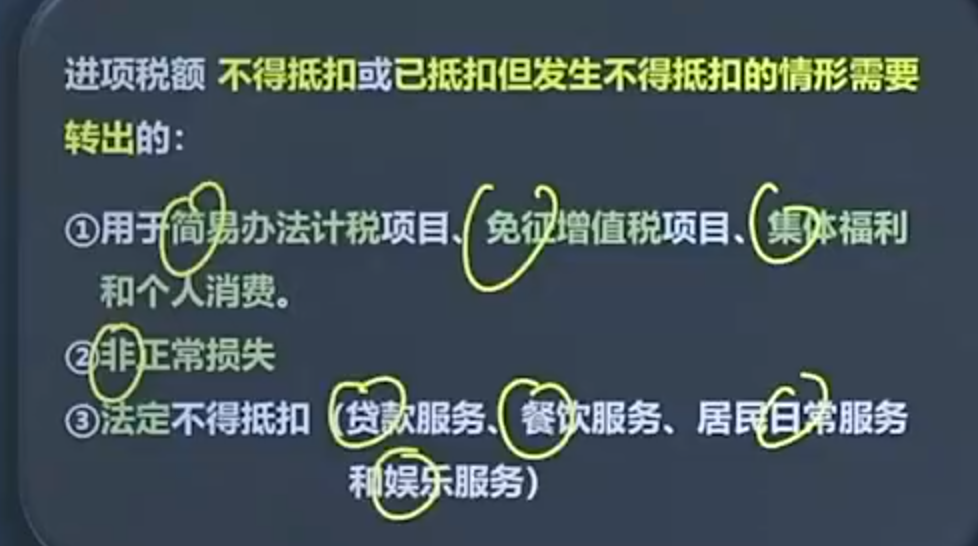 进项税额 不得抵扣或已抵扣但发生不得抵扣的情形需要
转出的：
①用于简易办法计税项目、免征增值税项目、集体福利
和个人消费。
②非正常损失
③法定不得抵扣（贷款服务、餐饮服务、居民日常服务
和娱乐服务）